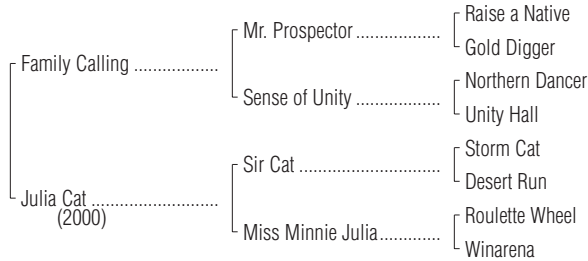 Raise a Native
Mr. Prospector ..................
Gold Digger
Family Calling ..................
Northern Dancer
Sense of Unity ..................
Unity Hall
Storm Cat
Sir Cat ...........................
Desert Run
Julia Cat ...........................
(2000)
Roulette Wheel
Miss Minnie Julia ............
Winarena